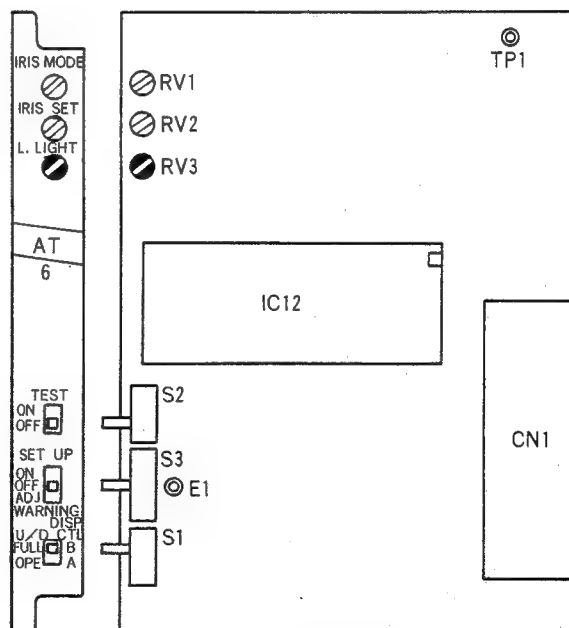 IRIS MODE
IRIS SET
L. LIGHT
AT
6
TEST
ON
OFF
SET UP
ON
OFF
ADJ
WARNING
DISP
U/D CTL
FULL B
OPE A
RV1
RV2
RV3
TP1
IC12
S2
S3
E1
S1
CN1